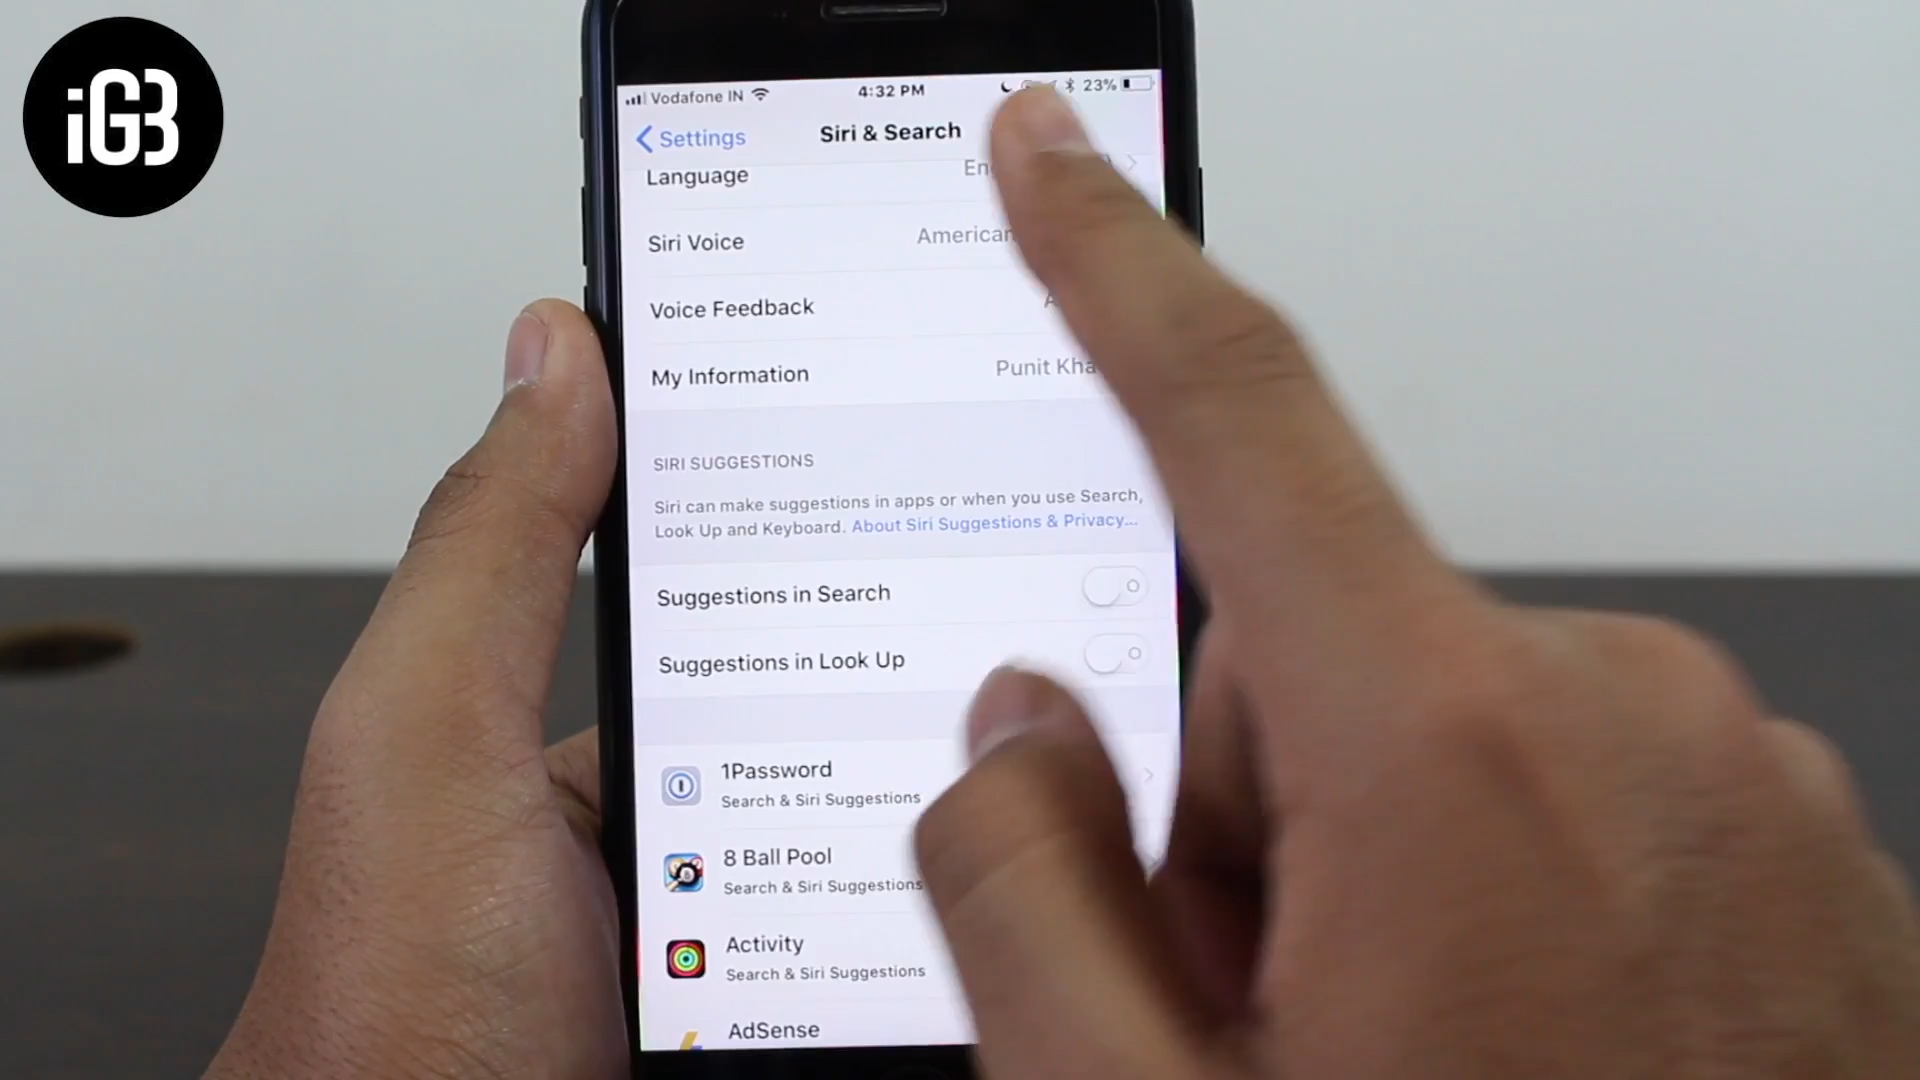 iGB
Vodafone IN 4:32 PM 23%
Settings Siri & Search
Language
Siri Voice American
Voice Feedback
My Information Punit
SIRI SUGGESTIONS
Siri can make suggestions in apps or when you use Search,
Look Up and Keyboard. About Siri Suggestions & Privacy...
Suggestions in Search
Suggestions in Look Up
1Password
Search & Siri Suggestions
8 Ball Pool
Search & Siri Suggestions
Activity
Search & Siri Suggestions
AdSense